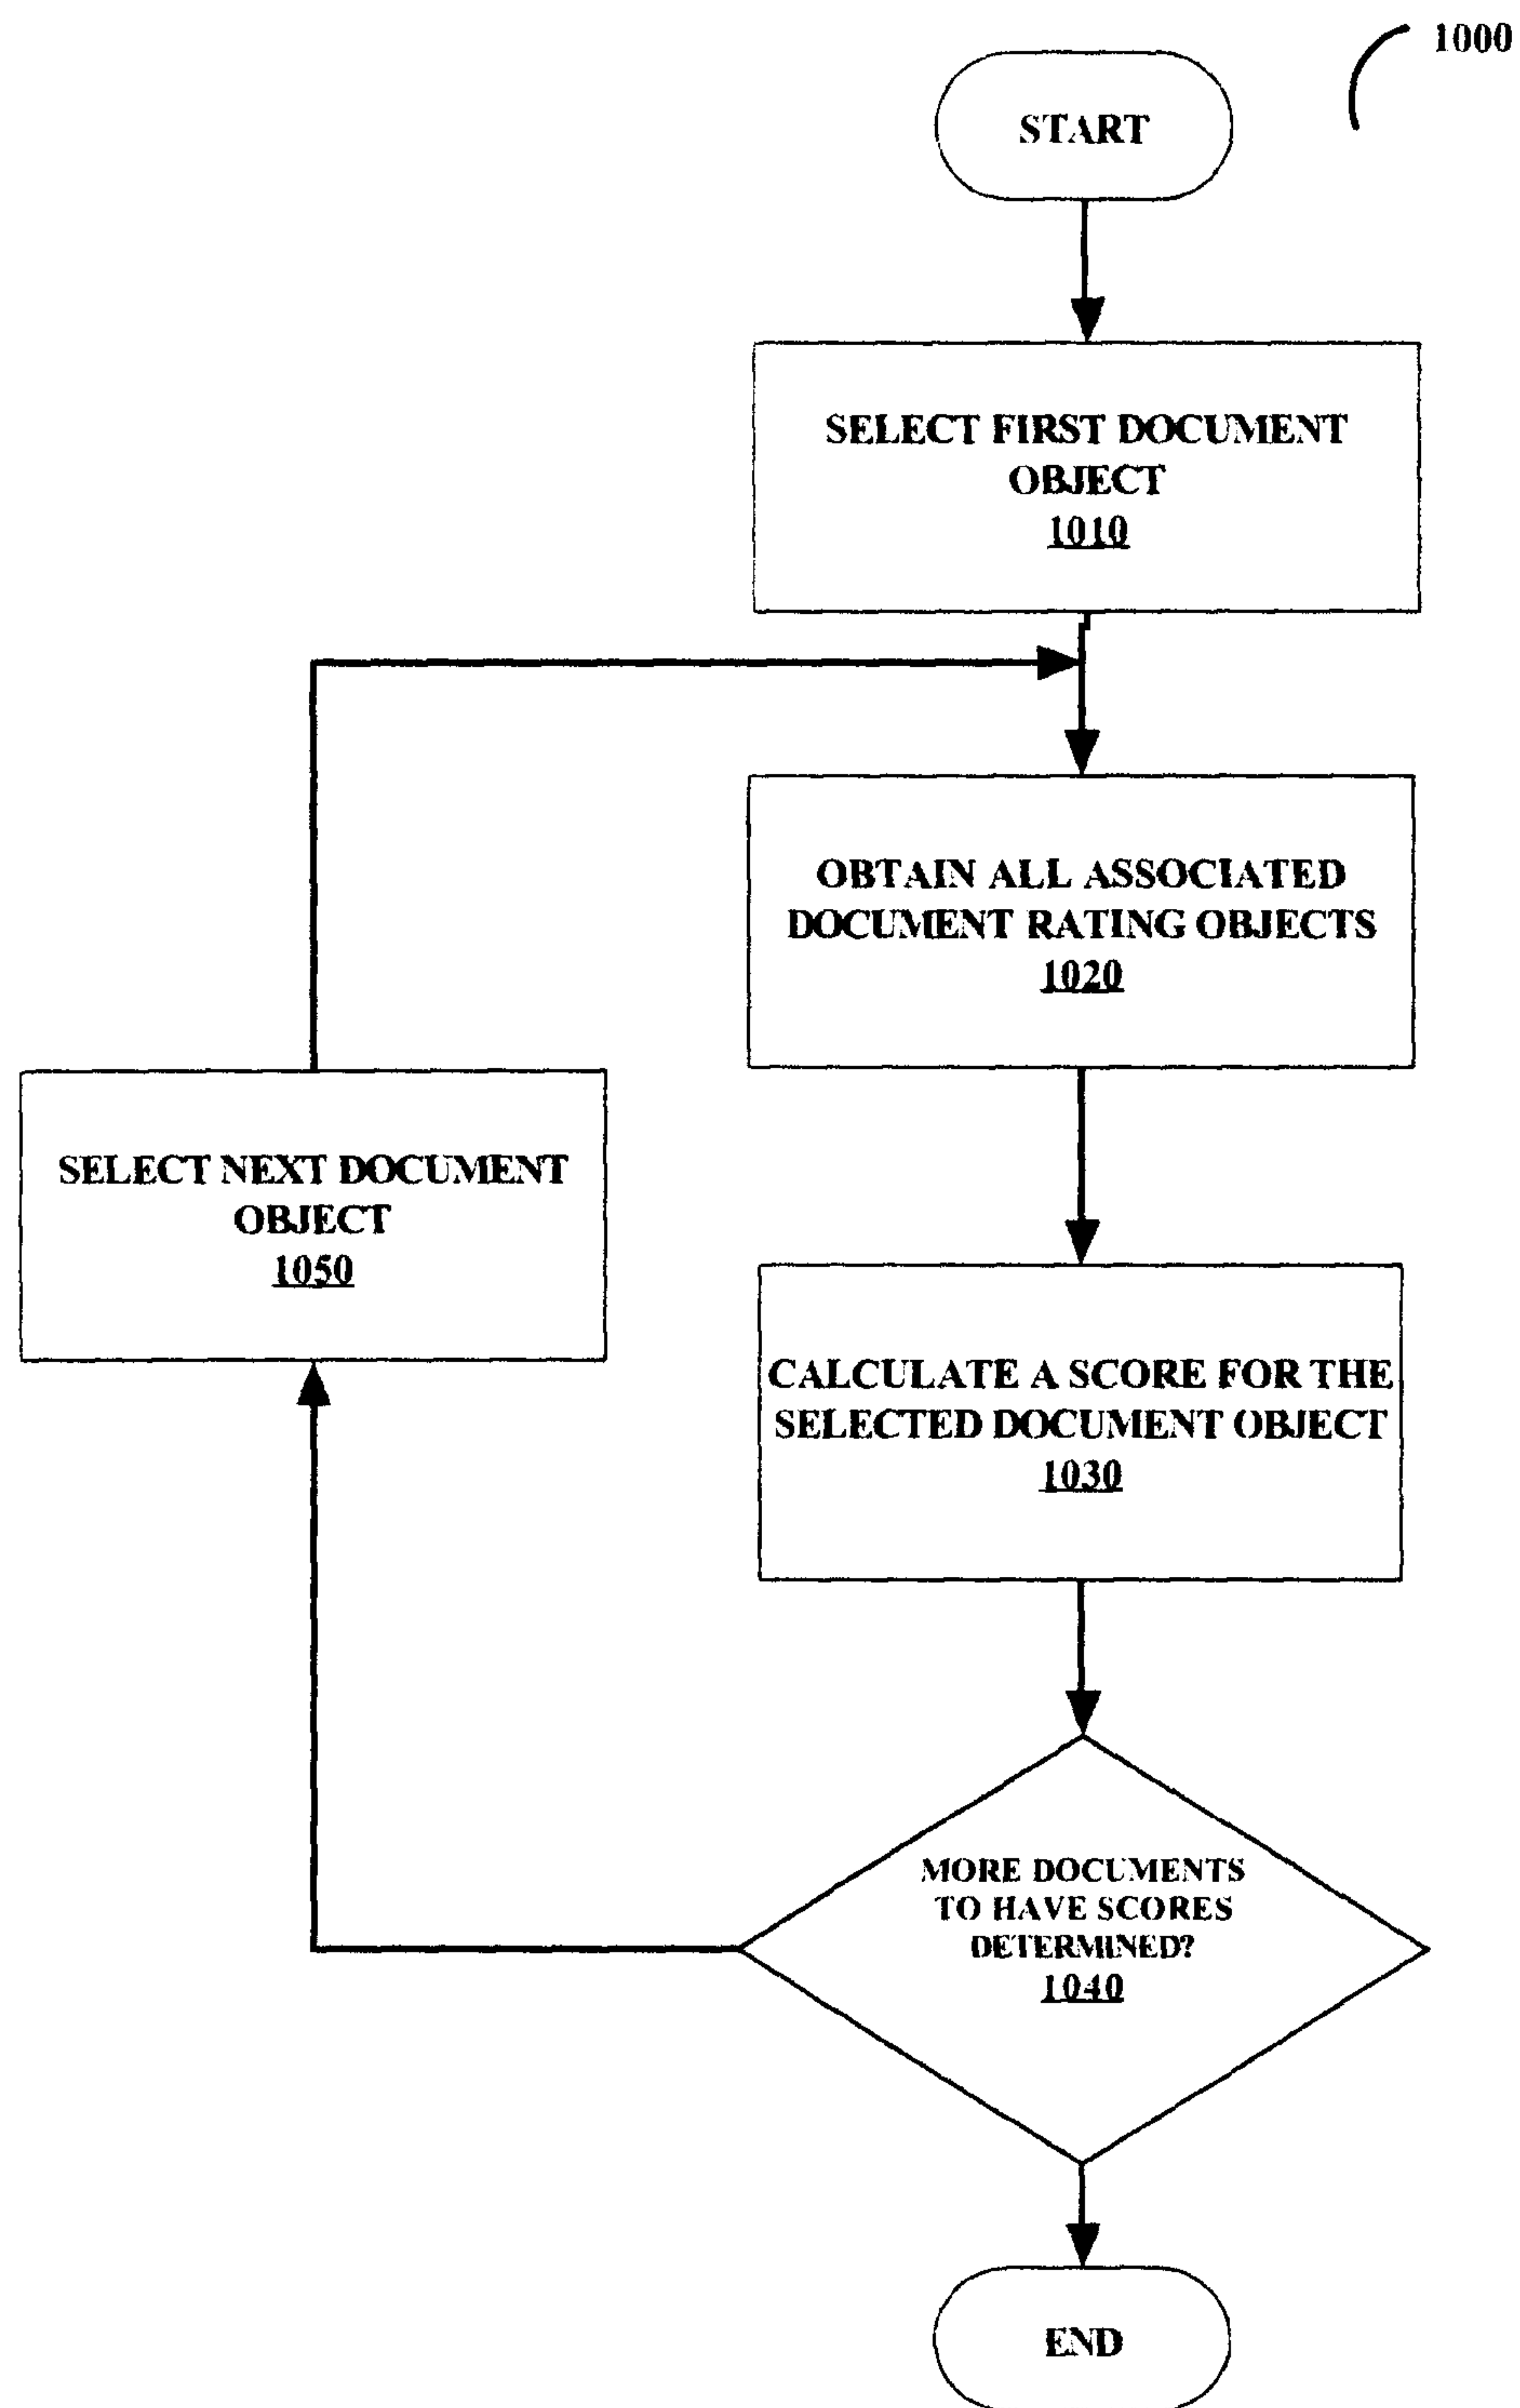 1000
START
SELECT FIRST DOCUMENT
OBJECT
1010
OBTAIN ALL ASSOCIATED
DOCUMENT RATING OBJECTS
1020
SELECT NEXT DOCUMENT
OBJECT
1050
CALCULATE A SCORE FOR THE
SELECTED DOCUMENT OBJECT
1030
MORE DOCUMENTS
TO HAVE SCORES
DETERMINED?
1040
END